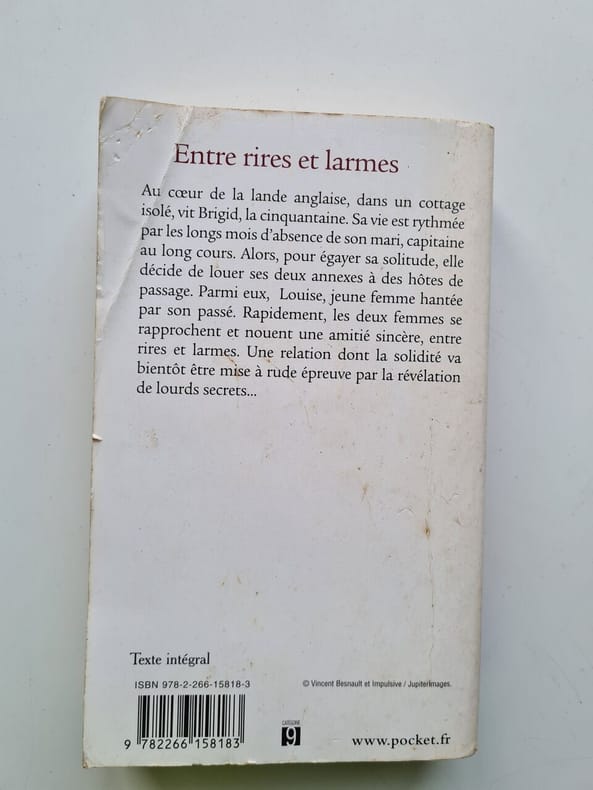 Entre rires et larmes
Au cœur de la lande anglaise, dans un cottage
isolé, vit Brigid, la cinquantaine. Sa vie est rythmée
par les longs mois d'absence de son mari, capitaine
au long cours. Alors, pour égayer sa solitude, elle
décide de louer ses deux annexes à des hôtes de
passage. Parmi eux, Louise, jeune femme hantée
par son passé. Rapidement, les deux femmes se
rapprochent et nouent une amitié sincère, entre
rires et larmes. Une relation dont la solidité va
bientôt être mise à rude épreuve par la révélation
de lourds secrets...
Texte intégral
ISBN 978-2-266-15818-3
© Vincent Besnault et Impulsive / JupiterImages.
9 782266 158183
CATÉGORIE
9
www.pocket.fr